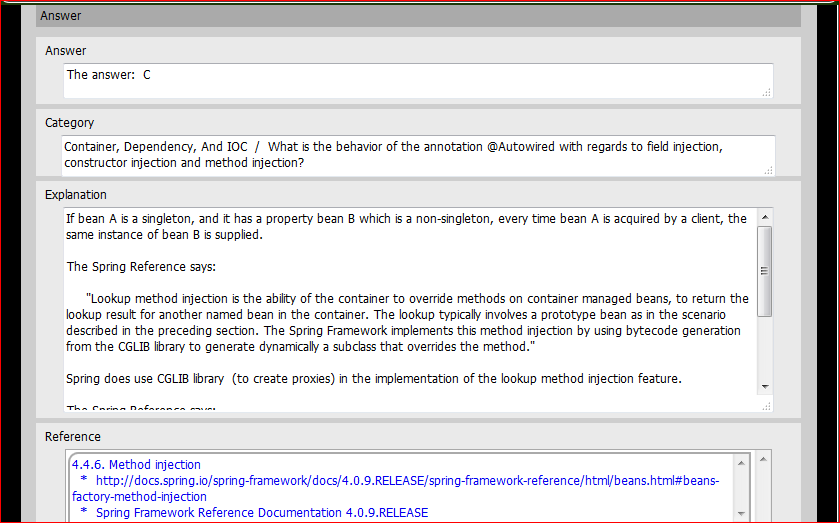 Answer
Answer
The answer:  C
Category
Container, Dependency, And IOC  /  What is the behavior of the annotation @Autowired with regards to field injection,
constructor injection and method injection?
Explanation
If bean A is a singleton, and it has a property bean B which is a non-singleton, every time bean A is acquired by a client, the
same instance of bean B is supplied.
The Spring Reference says:
"Lookup method injection is the ability of the container to override methods on container managed beans, to return the
lookup result for another named bean in the container. The lookup typically involves a prototype bean as in the scenario
described in the preceding section. The Spring Framework implements this method injection by using bytecode generation
from the CGLIB library to generate dynamically a subclass that overrides the method."
Spring does use CGLIB library  (to create proxies) in the implementation of the lookup method injection feature.
The Spring Reference says:
Reference
4.4.6. Method injection
*  http://docs.spring.io/spring-framework/docs/4.0.9.RELEASE/spring-framework-reference/html/beans.html#beans-
factory-method-injection
*  Spring Framework Reference Documentation 4.0.9.RELEASE